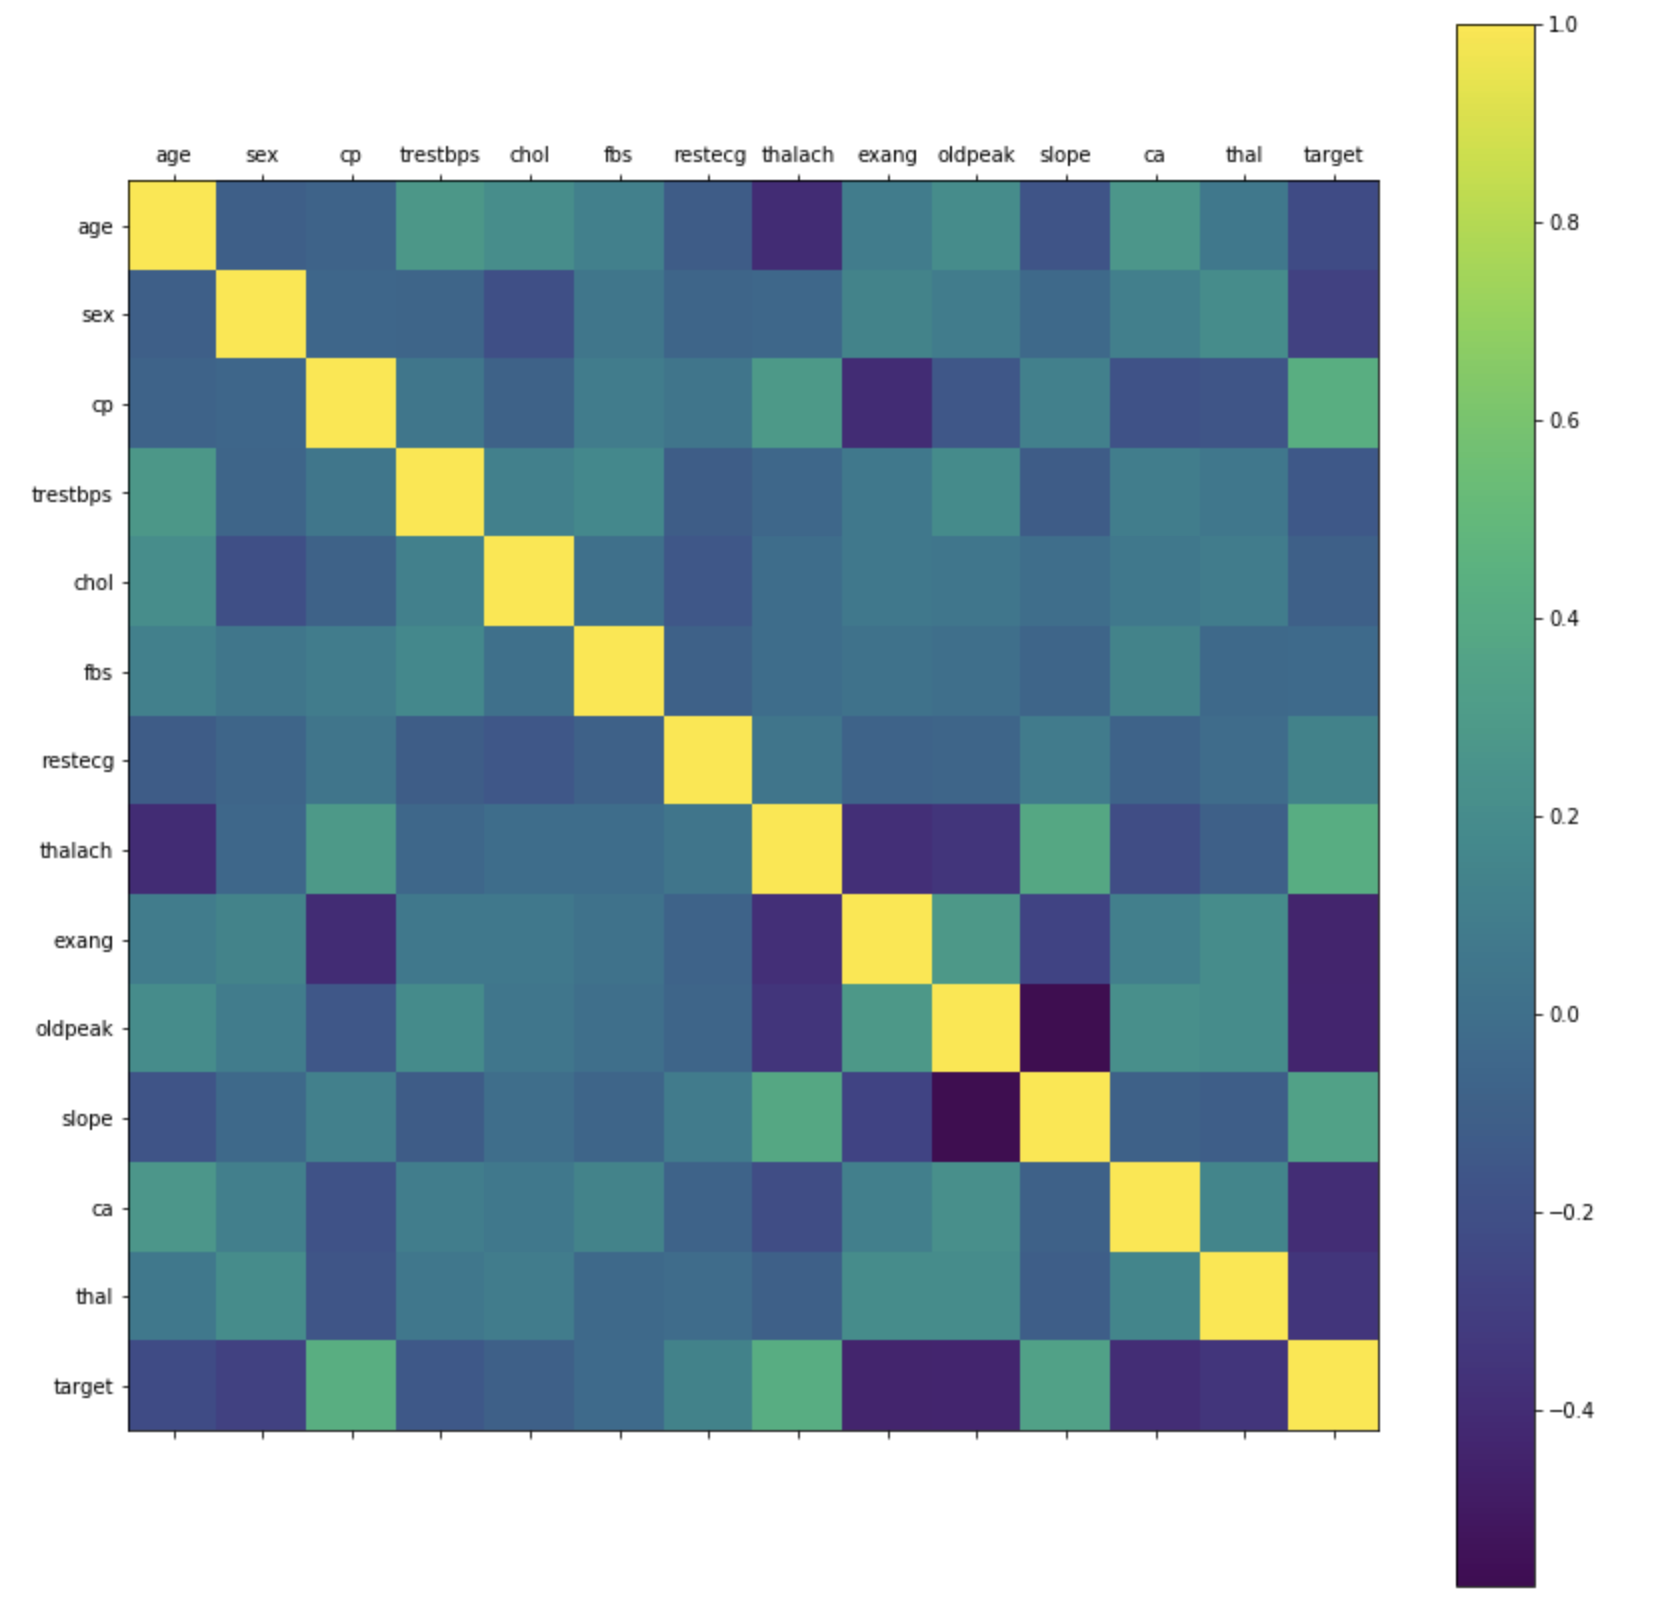 age sex cp trestbps chol fbs restecg thalach exang oldpeak slope ca thal target
age
sex
cp
trestbps
chol
fbs
restecg
thalach
exang
oldpeak
slope
ca
thal
target
1.0
0.8
0.6
0.4
0.2
0.0
−0.2
−0.4